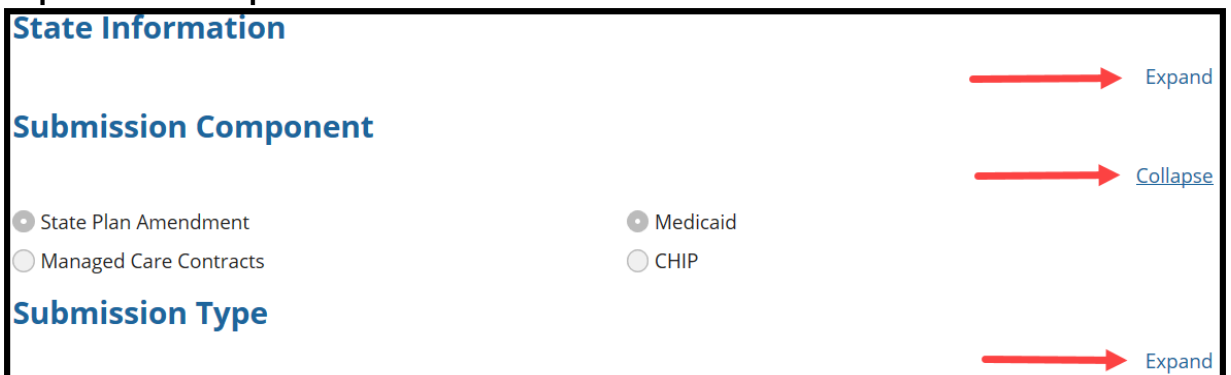 State Information
Expand
Submission Component
Collapse
State Plan Amendment
Medicaid
Managed Care Contracts
CHIP
Submission Type
Expand